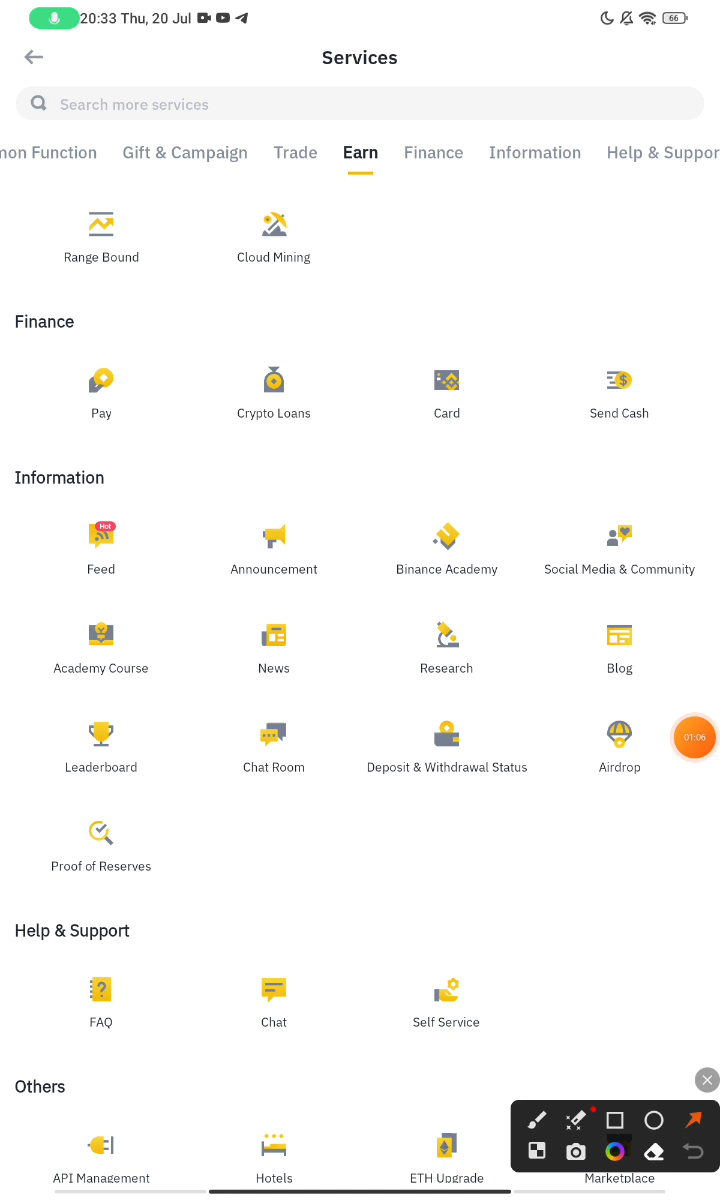 20:33 Thu, 20 Jul
66
Services
Search more services
mon Function Gift & Campaign Trade Earn Finance Information Help & Suppor
Range Bound Cloud Mining
Finance
Pay Crypto Loans Card Send Cash
Information
Hot
Feed Announcement Binance Academy Social Media & Community
Academy Course News Research Blog
Leaderboard Chat Room Deposit & Withdrawal Status Airdrop
01:06
Proof of Reserves
Help & Support
FAQ Chat Self Service
Others
API Management Hotels ETH Upgrade Marketplace